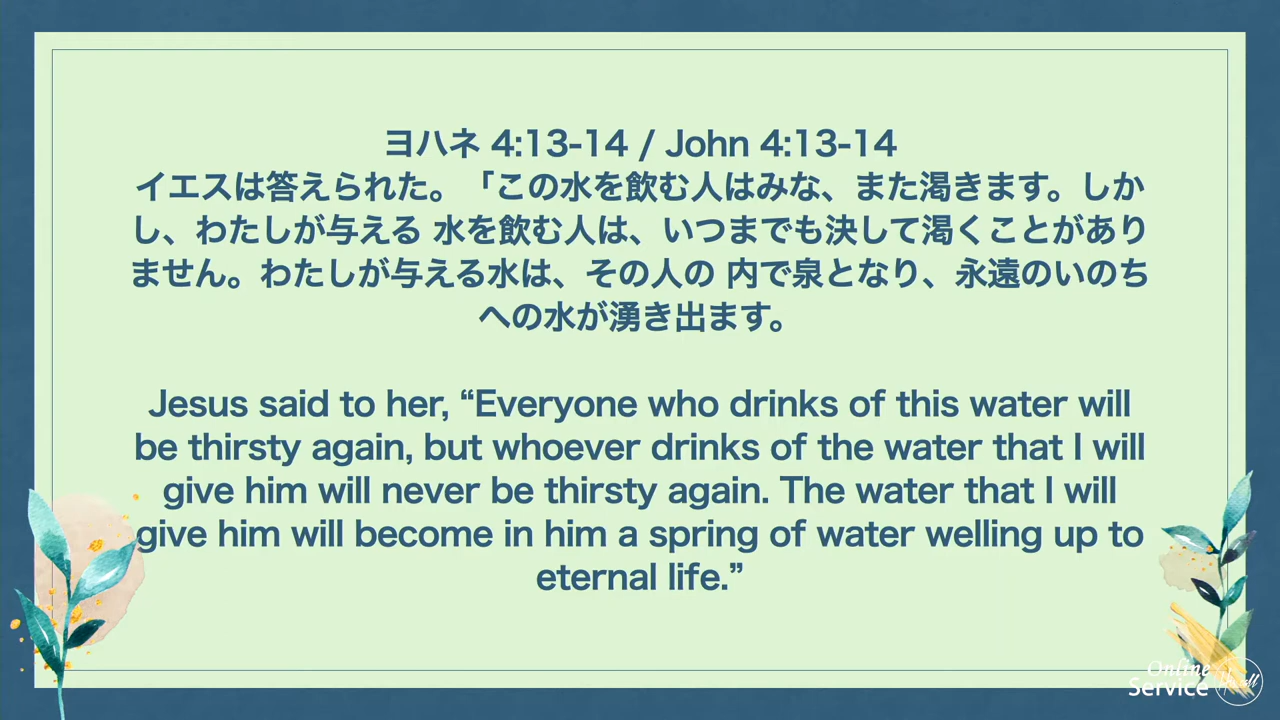 ヨハネ 4:13-14 / John 4:13-14
イエスは答えられた。「この水を飲む人はみな、また渇きます。しか
し、わたしが与える 水を飲む人は、いつまでも決して渇くことがあり
ません。わたしが与える水は、その人の 内で泉となり、永遠のいのち
への水が湧き出ます。
Jesus said to her, “Everyone who drinks of this water will
be thirsty again, but whoever drinks of the water that I will
give him will never be thirsty again. The water that I will
give him will become in him a spring of water welling up to
eternal life.”
Online
Service